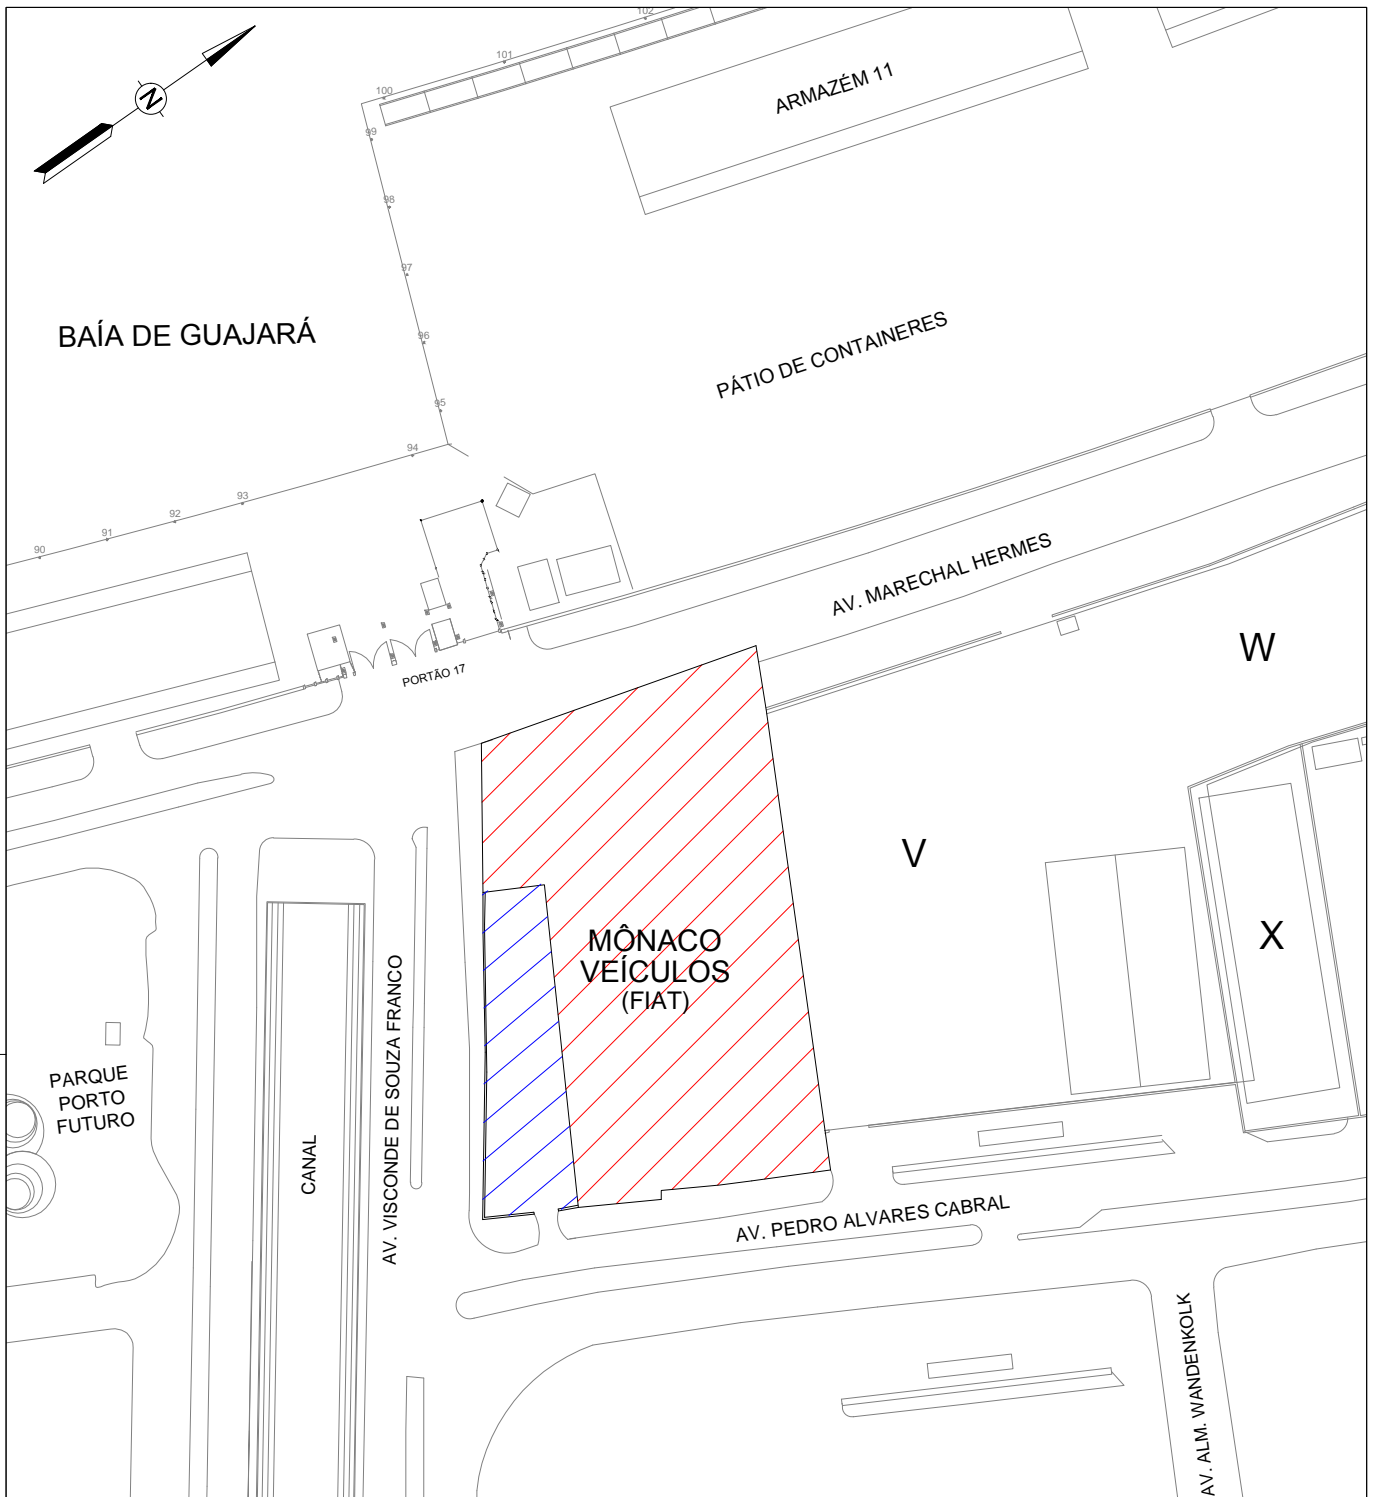 102
101
100
99
98
97
96
95
94
93
92
91
90
N
ARMAZÉM 11
BAÍA DE GUAJARÁ
PÁTIO DE CONTAINERES
AV. MARECHAL HERMES
PORTÃO 17
W
V
X
MÔNACO
VEÍCULOS
(FIAT)
AV. VISCONDE DE SOUZA FRANCO
PARQUE
PORTO
FUTURO
CANAL
AV. PEDRO ALVARES CABRAL
AV. ALM. WANDENKOLK